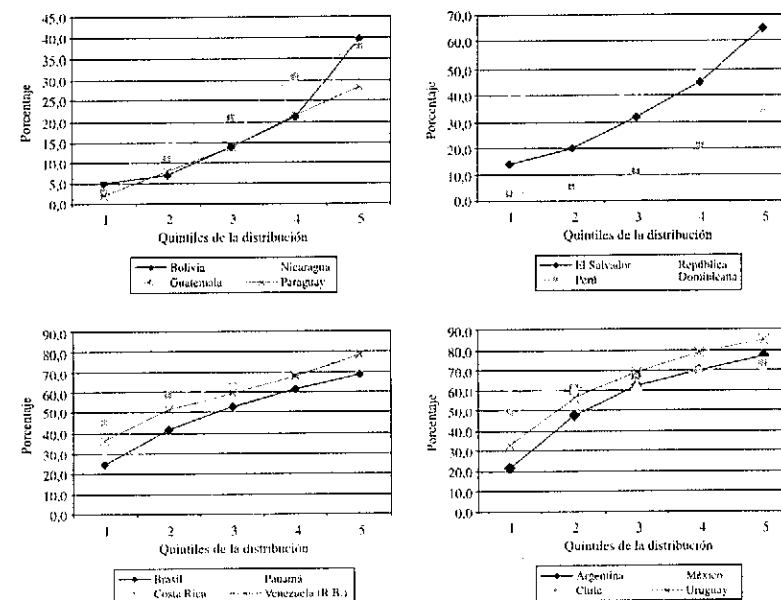 Porcentaje
45,0
40,0
35,0
30,0
25,0
20,0
15,0
10,0
5,0
0,0
1 2 3 4 5
Quintiles de la distribución
Bolivia Nicaragua
Guatemala Paraguay
Porcentaje
70,0
60,0
50,0
40,0
30,0
20,0
10,0
0,0
1 2 3 4 5
Quintiles de la distribución
El Salvador República
Perú Dominicana
Porcentaje
90,0
80,0
70,0
60,0
50,0
40,0
30,0
20,0
10,0
0,0
1 2 3 4 5
Quintiles de la distribución
Brasil Panamá
Costa Rica Venezuela (R.B.)
Porcentaje
90,0
80,0
70,0
60,0
50,0
40,0
30,0
20,0
10,0
0,0
1 2 3 4 5
Quintiles de la distribución
Argentina México
Chile Uruguay